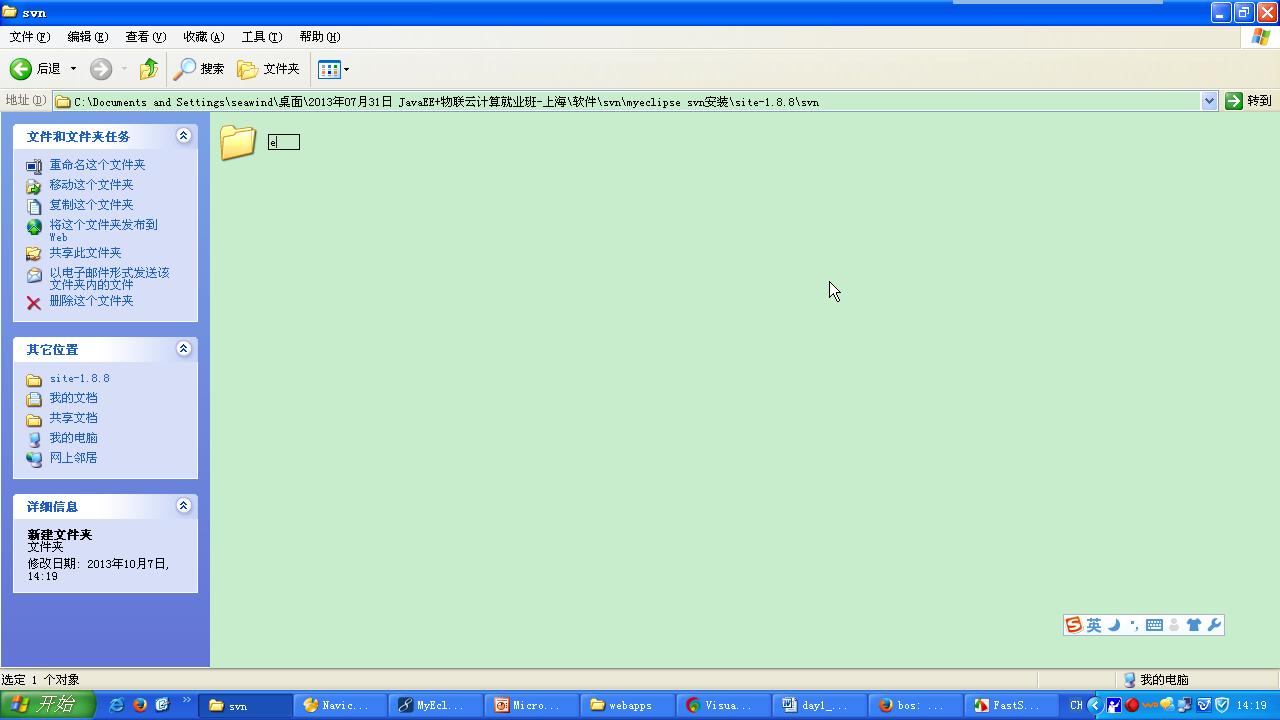 svn
文件(F) 编辑(E) 查看(V) 收藏(A) 工具(T) 帮助(H)
后退 搜索 文件夹
地址(D) C:\Documents and Settings\seawind\桌面\2013年07月31日 JavaEE+物联云计算就业班-上海\软件\svn\myeclipse svn安装\site-1.8.8\svn 转到
文件和文件夹任务
重命名这个文件夹
移动这个文件夹
复制这个文件夹
将这个文件夹发布到
Web
共享此文件夹
以电子邮件形式发送该
文件夹内的文件
删除这个文件夹
其它位置
site-1.8.8
我的文档
共享文档
我的电脑
网上邻居
详细信息
新建文件夹
文件夹
修改日期: 2013年10月7日,
14:19
e
英
选定 1 个对象 我的电脑
开始 svn Navic... MyEcl... Micro... webapps Visua... day1_... bos: ... FastS... CH 14:19